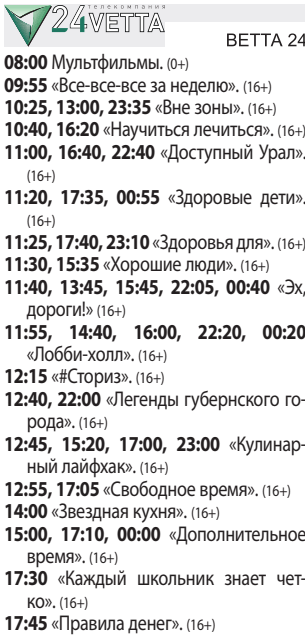 телекомпания
24VETTA
ВЕТТА 24
08:00 Мультфильмы. (0+)
09:55 «Все-все-все за неделю». (16+)
10:25, 13:00, 23:35 «Вне зоны». (16+)
10:40, 16:20 «Научиться лечиться». (16+)
11:00, 16:40, 22:40 «Доступный Урал».
(16+)
11:20, 17:35, 00:55 «Здоровые дети».
(16+)
11:25, 17:40, 23:10 «Здоровья для». (16+)
11:30, 15:35 «Хорошие люди». (16+)
11:40, 13:45, 15:45, 22:05, 00:40 «Эх,
дороги!» (16+)
11:55, 14:40, 16:00, 22:20, 00:20
«Лобби-холл». (16+)
12:15 «#Сториз». (16+)
12:40, 22:00 «Легенды губернского го-
рода». (16+)
12:45, 15:20, 17:00, 23:00 «Кулинар-
ный лайфхак». (16+)
12:55, 17:05 «Свободное время». (16+)
14:00 «Звездная кухня». (16+)
15:00, 17:10, 00:00 «Дополнительное
время». (16+)
17:30 «Каждый школьник знает чет-
ко». (16+)
17:45 «Правила денег». (16+)